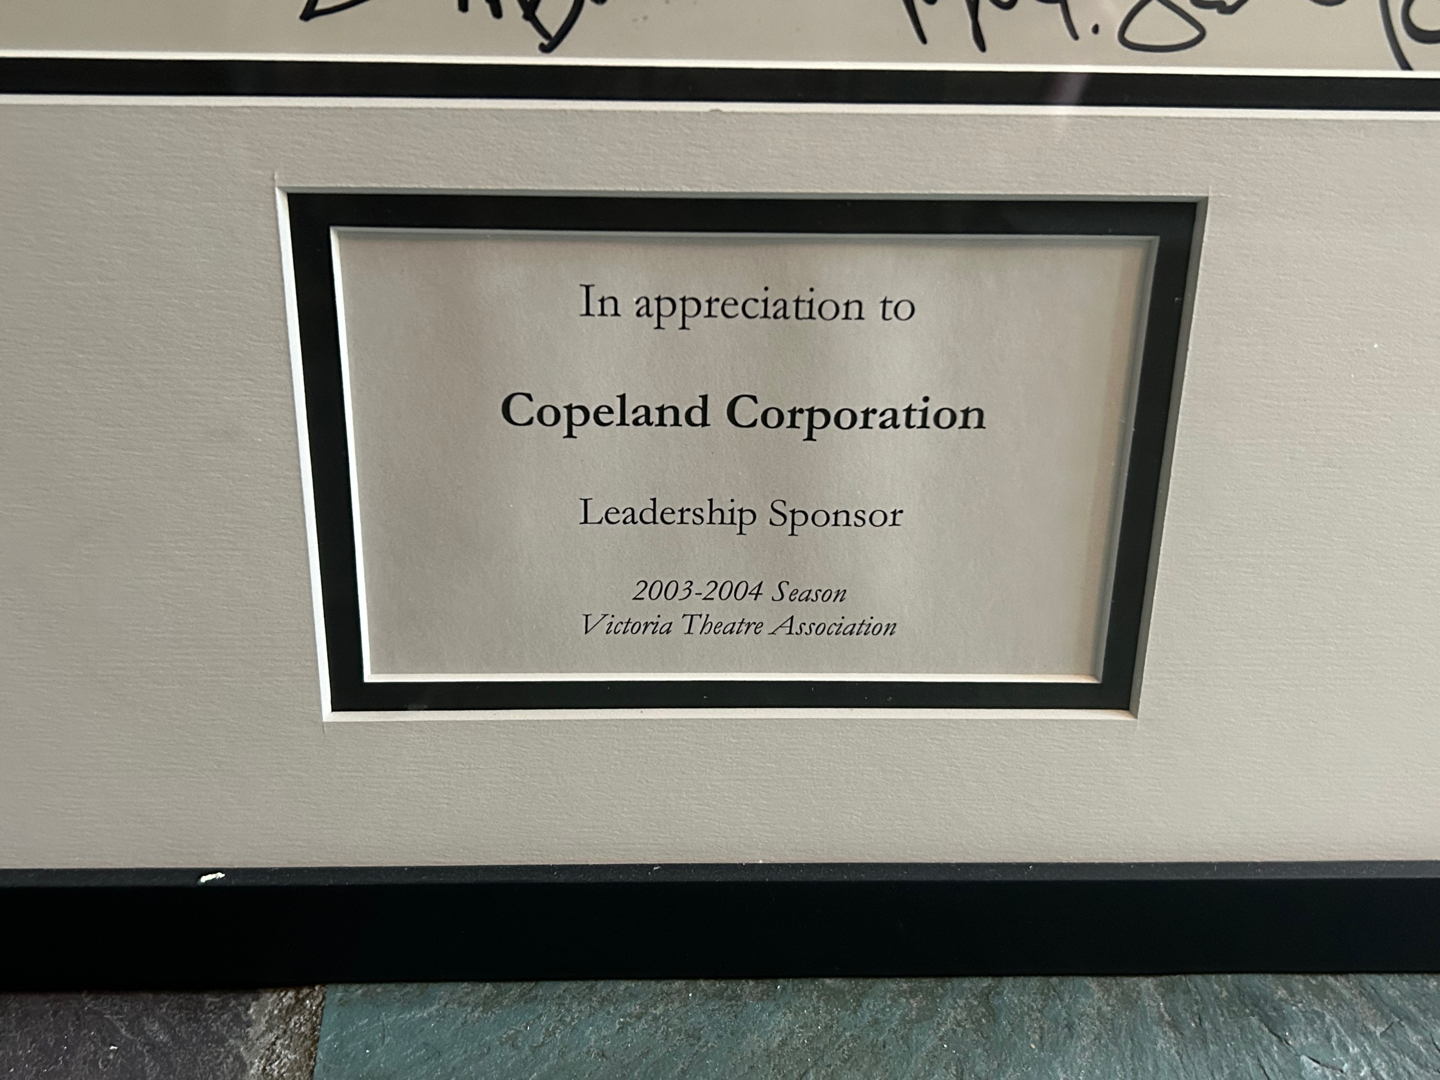 In appreciation to
Copeland Corporation
Leadership Sponsor
2003-2004 Season
Victoria Theatre Association